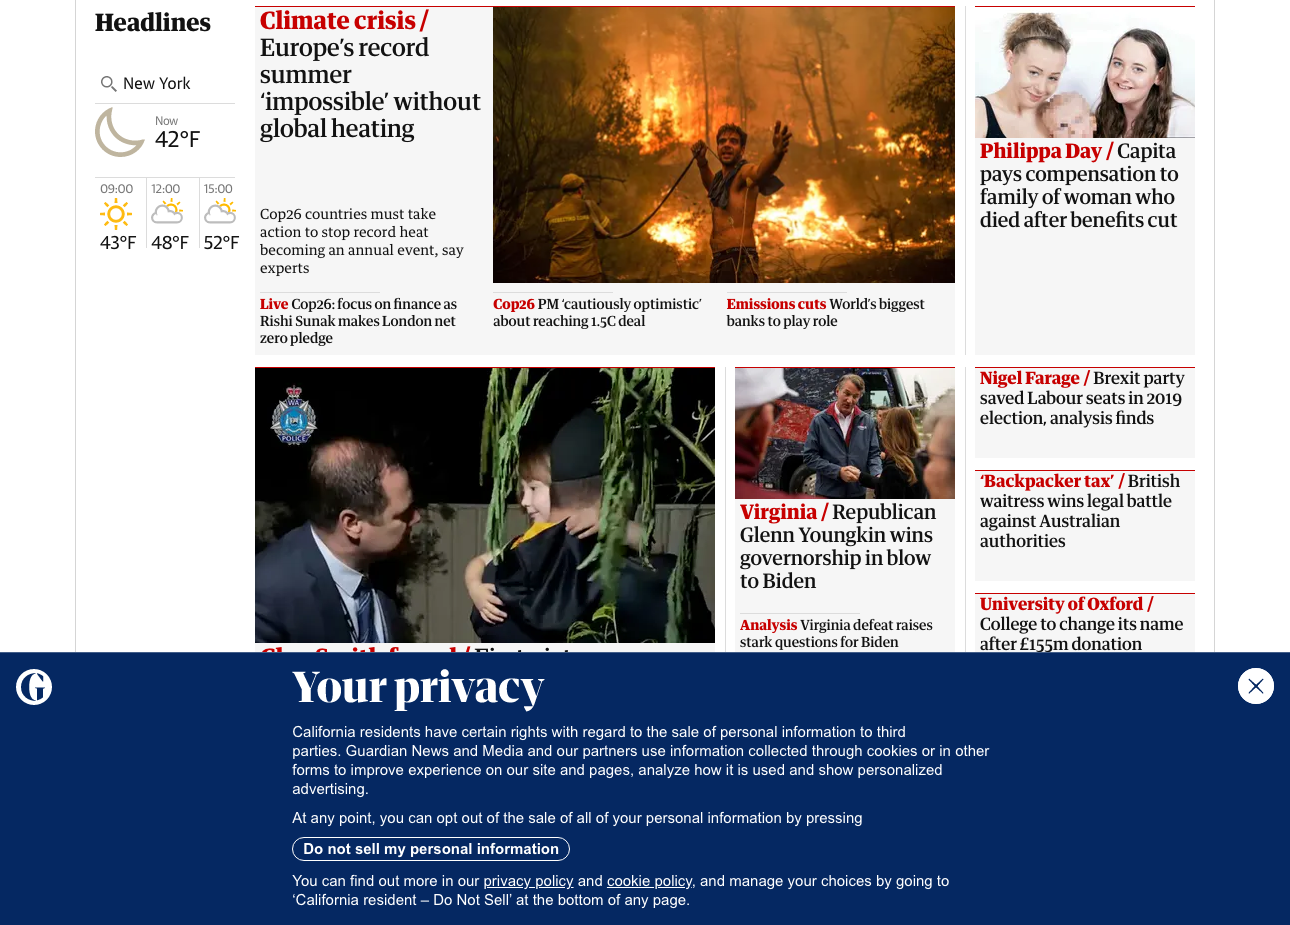 Headlines
New York
Now
42°F
09:00
43°F
12:00
48°F
15:00
52°F
Climate crisis /
Europe’s record
summer
‘impossible’ without
global heating
Cop26 countries must take
action to stop record heat
becoming an annual event, say
experts
Live Cop26: focus on finance as
Rishi Sunak makes London net
zero pledge
Cop26 PM ‘cautiously optimistic’
about reaching 1.5C deal
Emissions cuts World’s biggest
banks to play role
Philippa Day / Capita
pays compensation to
family of woman who
died after benefits cut
WA
POLICE
Virginia / Republican
Glenn Youngkin wins
governorship in blow
to Biden
Analysis Virginia defeat raises
stark questions for Biden
Nigel Farage / Brexit party
saved Labour seats in 2019
election, analysis finds
‘Backpacker tax’ / British
waitress wins legal battle
against Australian
authorities
University of Oxford /
College to change its name
after £155m donation
Your privacy
California residents have certain rights with regard to the sale of personal information to third
parties. Guardian News and Media and our partners use information collected through cookies or in other
forms to improve experience on our site and pages, analyze how it is used and show personalized
advertising.
At any point, you can opt out of the sale of all of your personal information by pressing
Do not sell my personal information
You can find out more in our privacy policy and cookie policy, and manage your choices by going to
‘California resident – Do Not Sell’ at the bottom of any page.